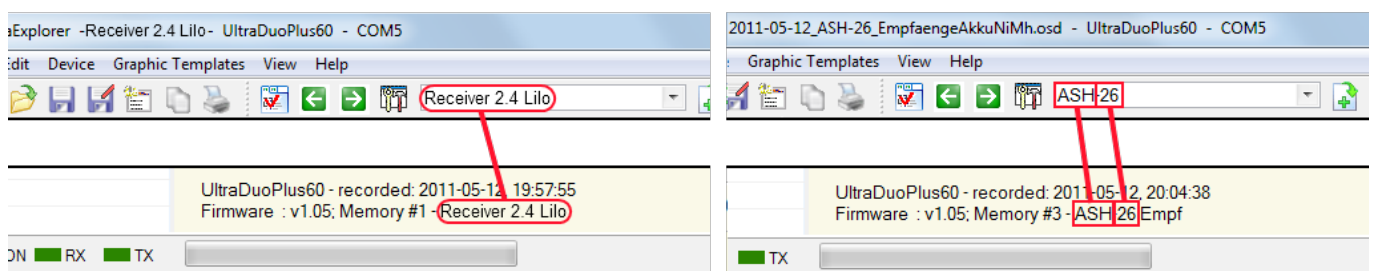 aExplorer -Receiver 2.4 Lilo- UltraDuoPlus60 - COM5
Edit Device Graphic Templates View Help
Receiver 2.4 Lilo
UltraDuoPlus60 - recorded: 2011-05-12, 19:57:55
Firmware : v1.05; Memory #1 - Receiver 2.4 Lilo
ON RX TX
2011-05-12_ASH-26_EmpfaengeAkkuNiMh.osd - UltraDuoPlus60 - COM5
Graphic Templates View Help
ASH-26
UltraDuoPlus60 - recorded: 2011-05-12, 20:04:38
Firmware : v1.05; Memory #3 - ASH 26 Empf
TX